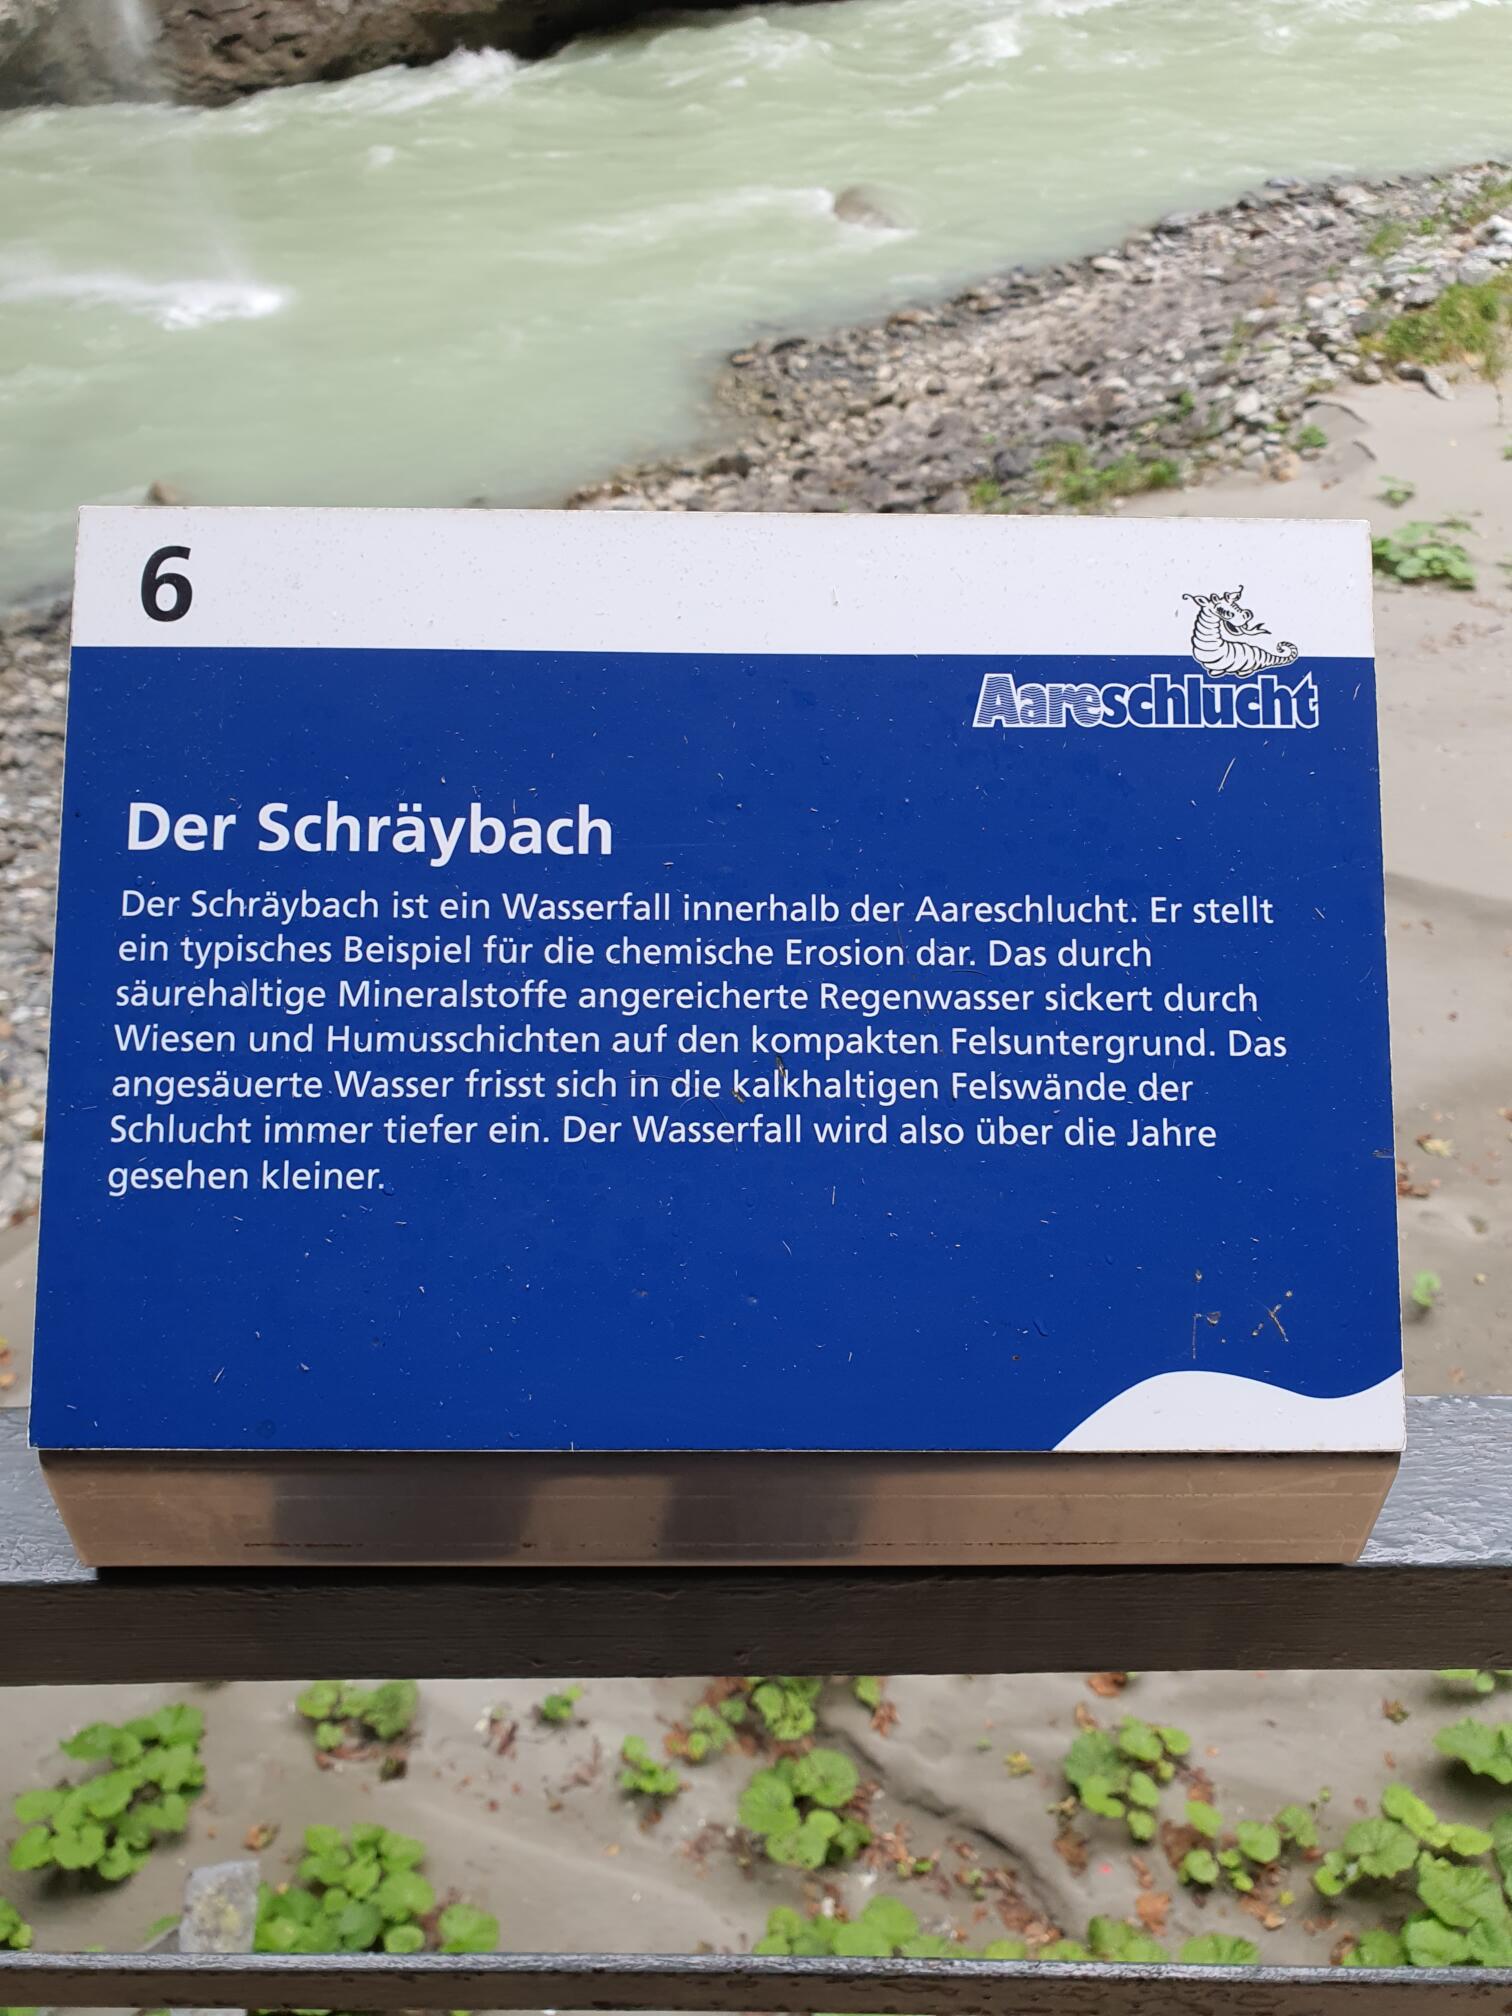 6
Aareschlucht
Der Schräybach
Der Schräybach ist ein Wasserfall innerhalb der Aareschlucht. Er stellt
ein typisches Beispiel für die chemische Erosion dar. Das durch
säurehaltige Mineralstoffe angereicherte Regenwasser sickert durch
Wiesen und Humusschichten auf den kompakten Felsuntergrund. Das
angesäuerte Wasser frisst sich in die kalkhaltigen Felswände der
Schlucht immer tiefer ein. Der Wasserfall wird also über die Jahre
gesehen kleiner.